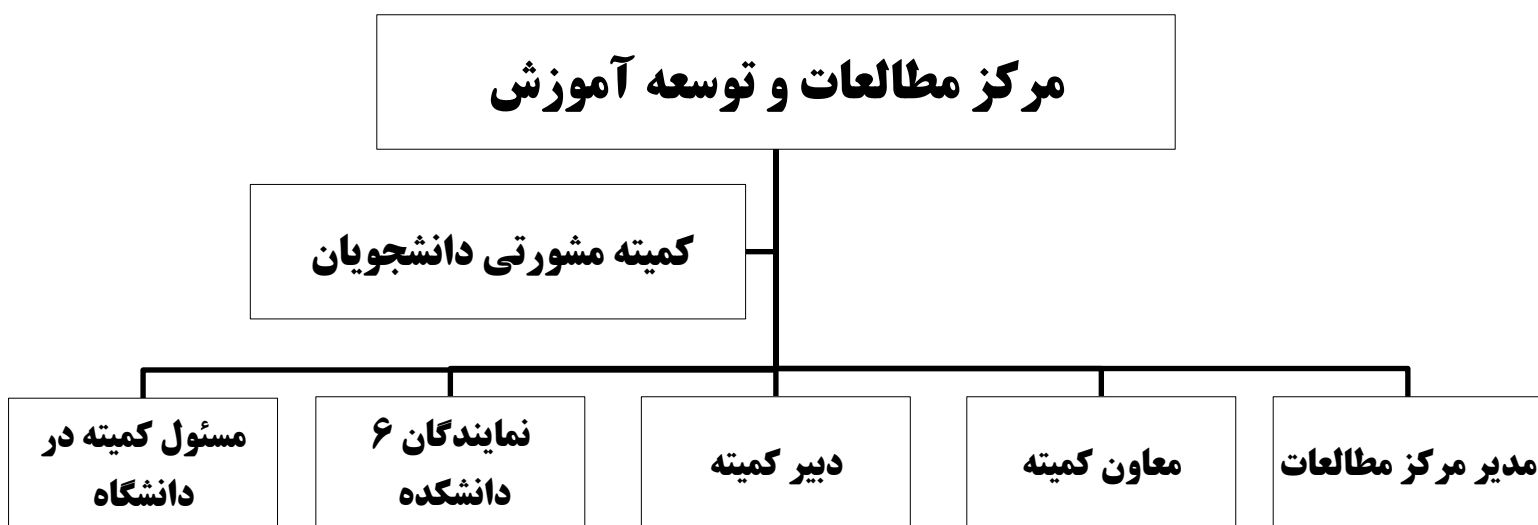 مرکز مطالعات و توسعه آموزش
کمیته مشورتی دانشجویان
مدیر مرکز مطالعات
معاون کمیته
دبیر کمیته
نمایندگان ۶
دانشکده
مسئول کمیته در
دانشگاه